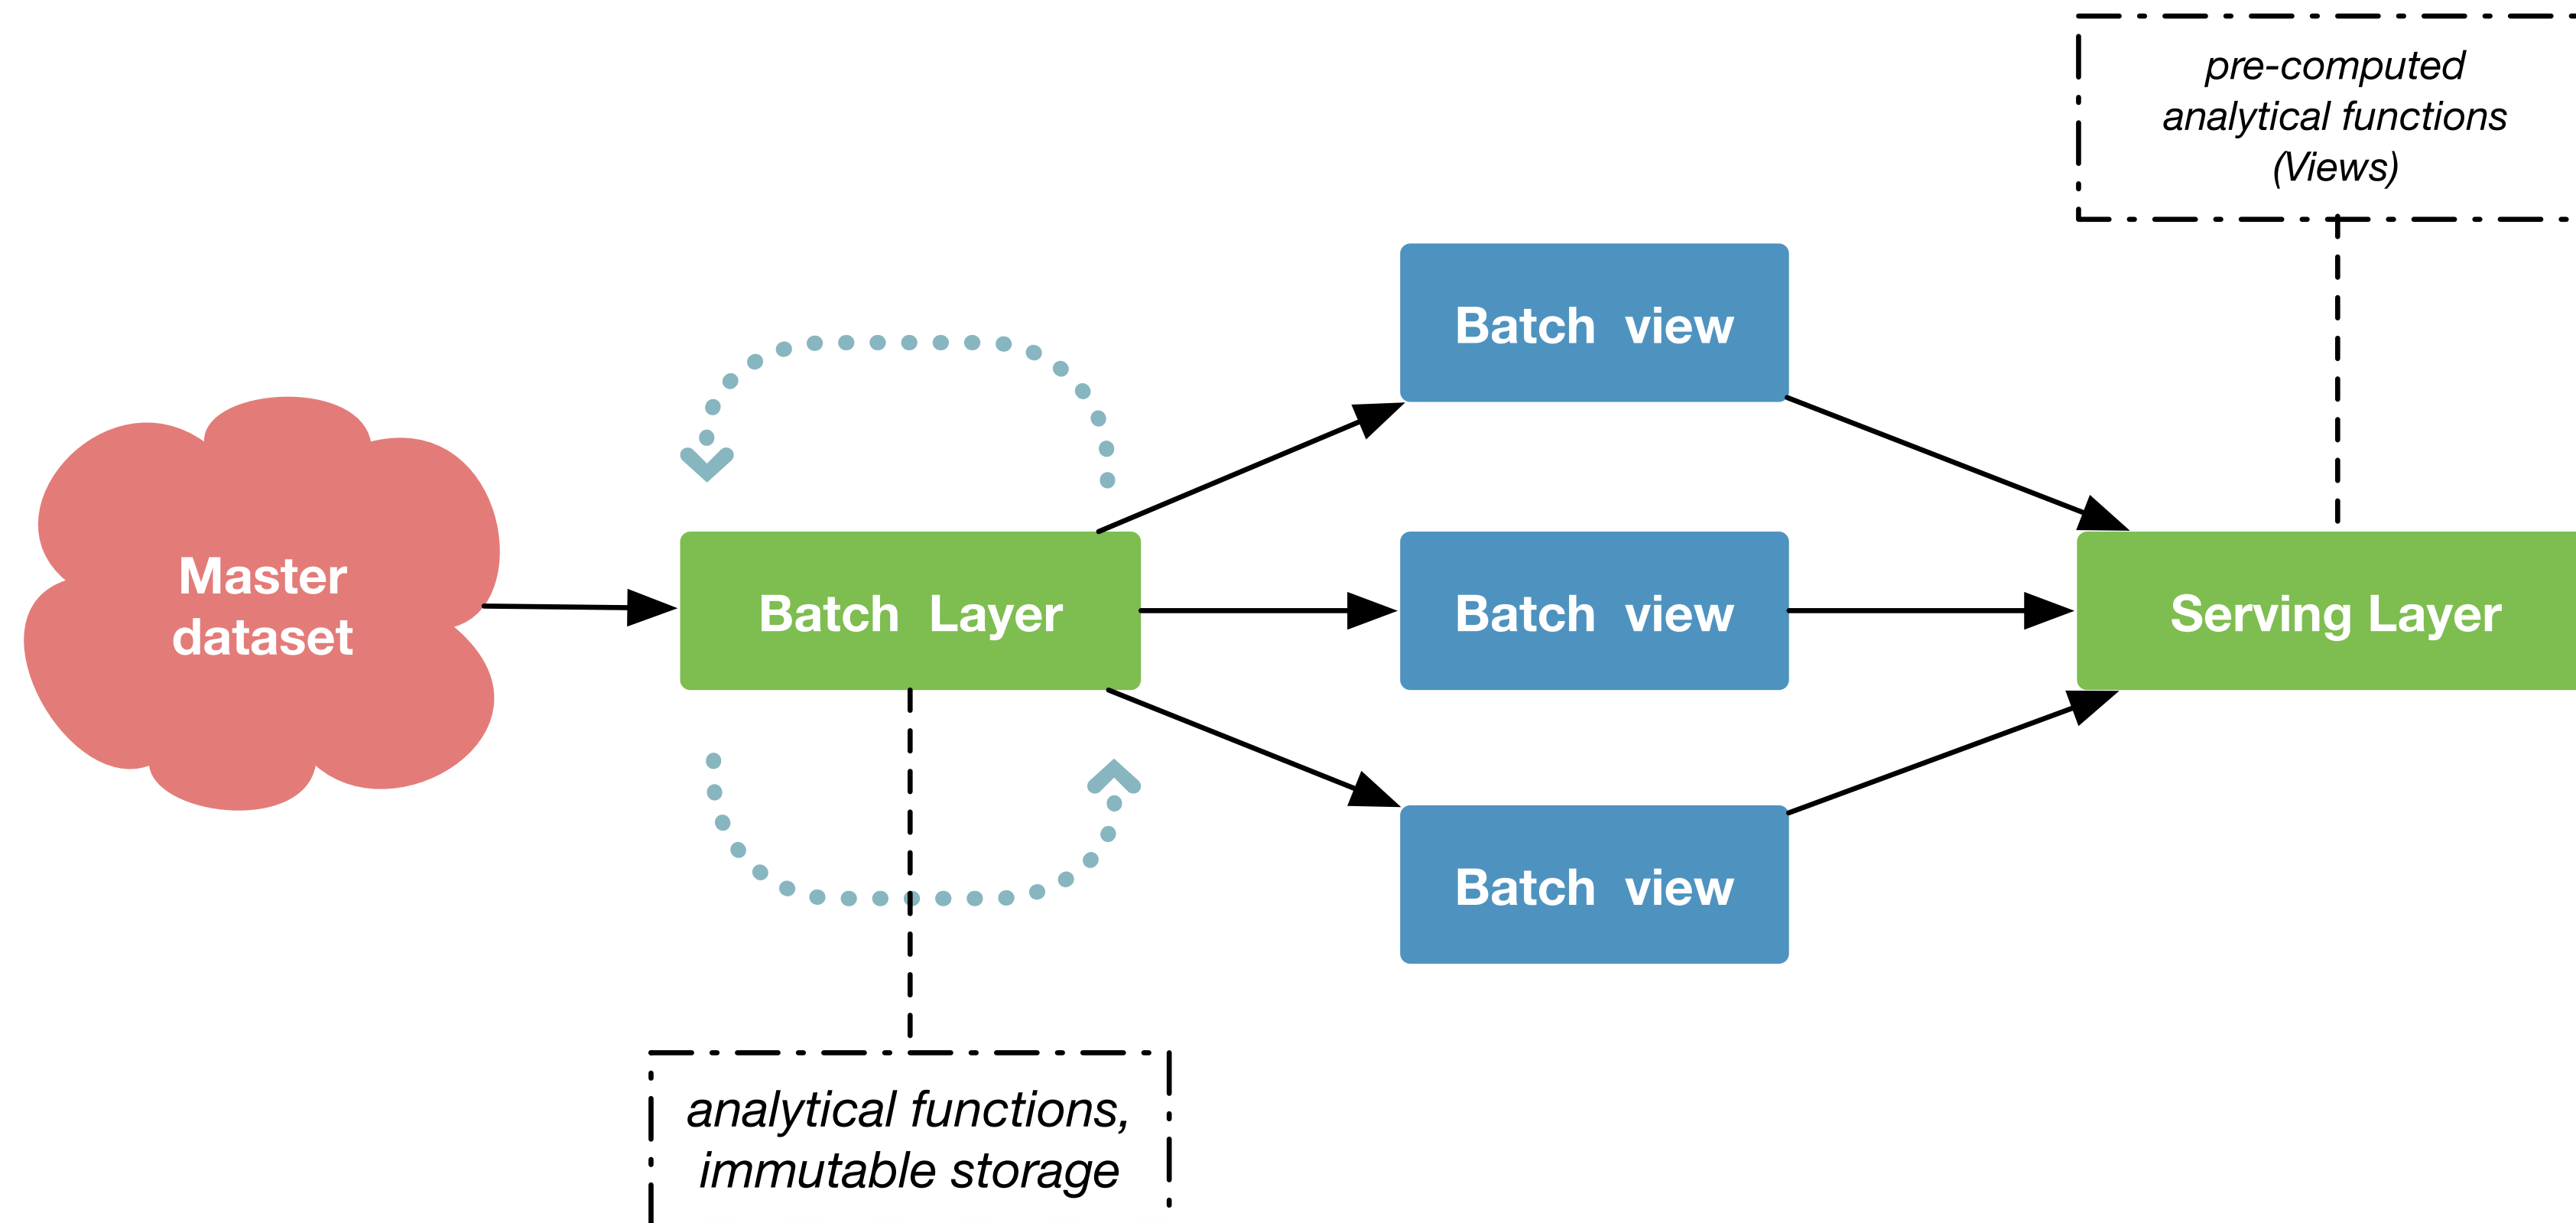 pre-computed
analytical functions
(Views)
Batch view
Master
dataset
Batch Layer
Batch view
Serving Layer
Batch view
analytical functions,
immutable storage